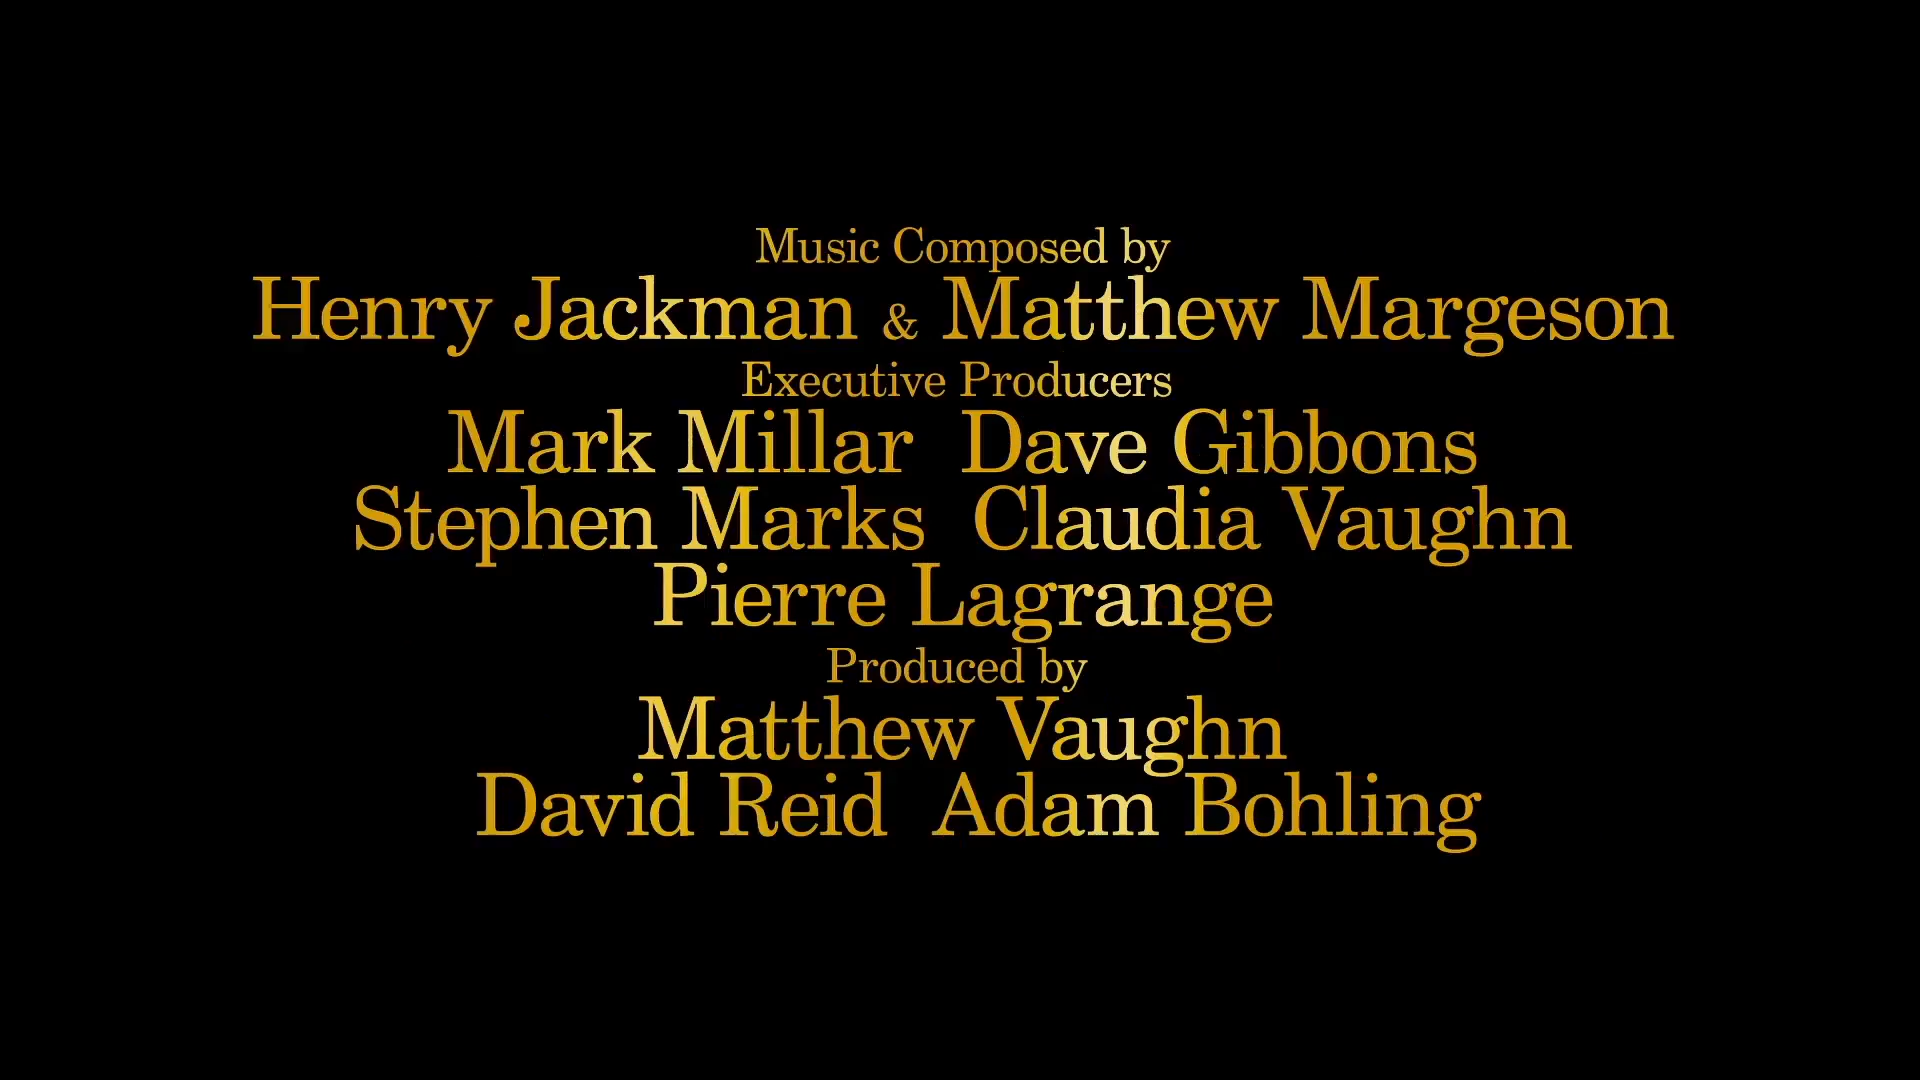 Music Composed by
Henry Jackman & Matthew Margeson
Executive Producers
Mark Millar  Dave Gibbons
Stephen Marks  Claudia Vaughn
Pierre Lagrange
Produced by
Matthew Vaughn
David Reid  Adam Bohling